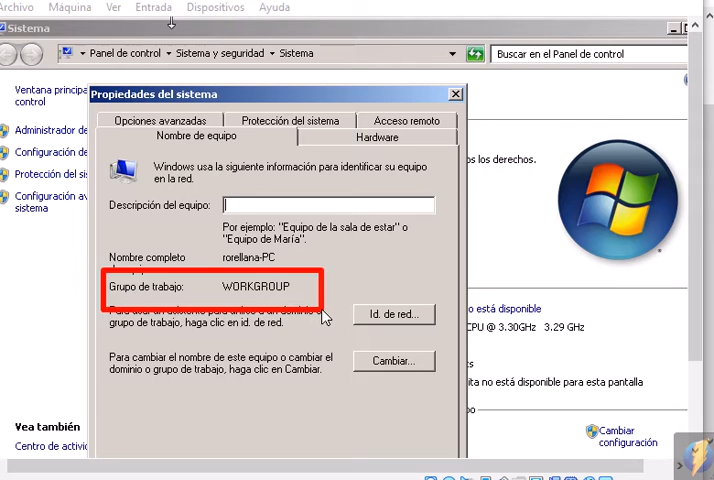 Archivo Máquina Ver Entrada Dispositivos Ayuda
Sistema
Panel de control Sistema y seguridad Sistema
Buscar en el Panel de control
Ventana principa
control
Administrador de
Configuración de
Protección del sis
Configuración av
sistema
Propiedades del sistema
Opciones avanzadas Protección del sistema Acceso remoto
Nombre de equipo Hardware
Windows usa la siguiente información para identificar su equipo
en la red.
Descripción del equipo:
Por ejemplo: "Equipo de la sala de estar" o
"Equipo de María".
Nombre completo rorellana-PC
Grupo de trabajo: WORKGROUP
grupo de trabajo, haga clic en id. de red.
Id. de red...
Para cambiar el nombre de este equipo o cambiar el
dominio o grupo de trabajo, haga clic en Cambiar.
Cambiar...
os los derechos.
o está disponible
CPU @ 3.30GHz 3.29 GHz
ts
ita no está disponible para esta pantalla
po
Cambiar
configuración
Vea también
Centro de activid